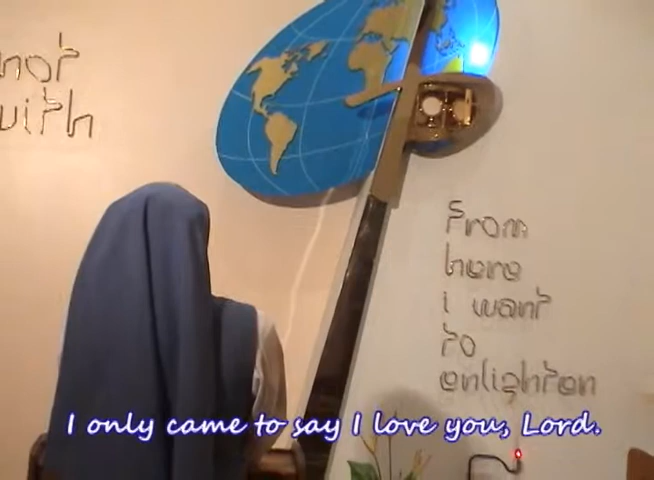 not
with
From
here
i want
to
enlighten
I only came to say I love you, Lord.